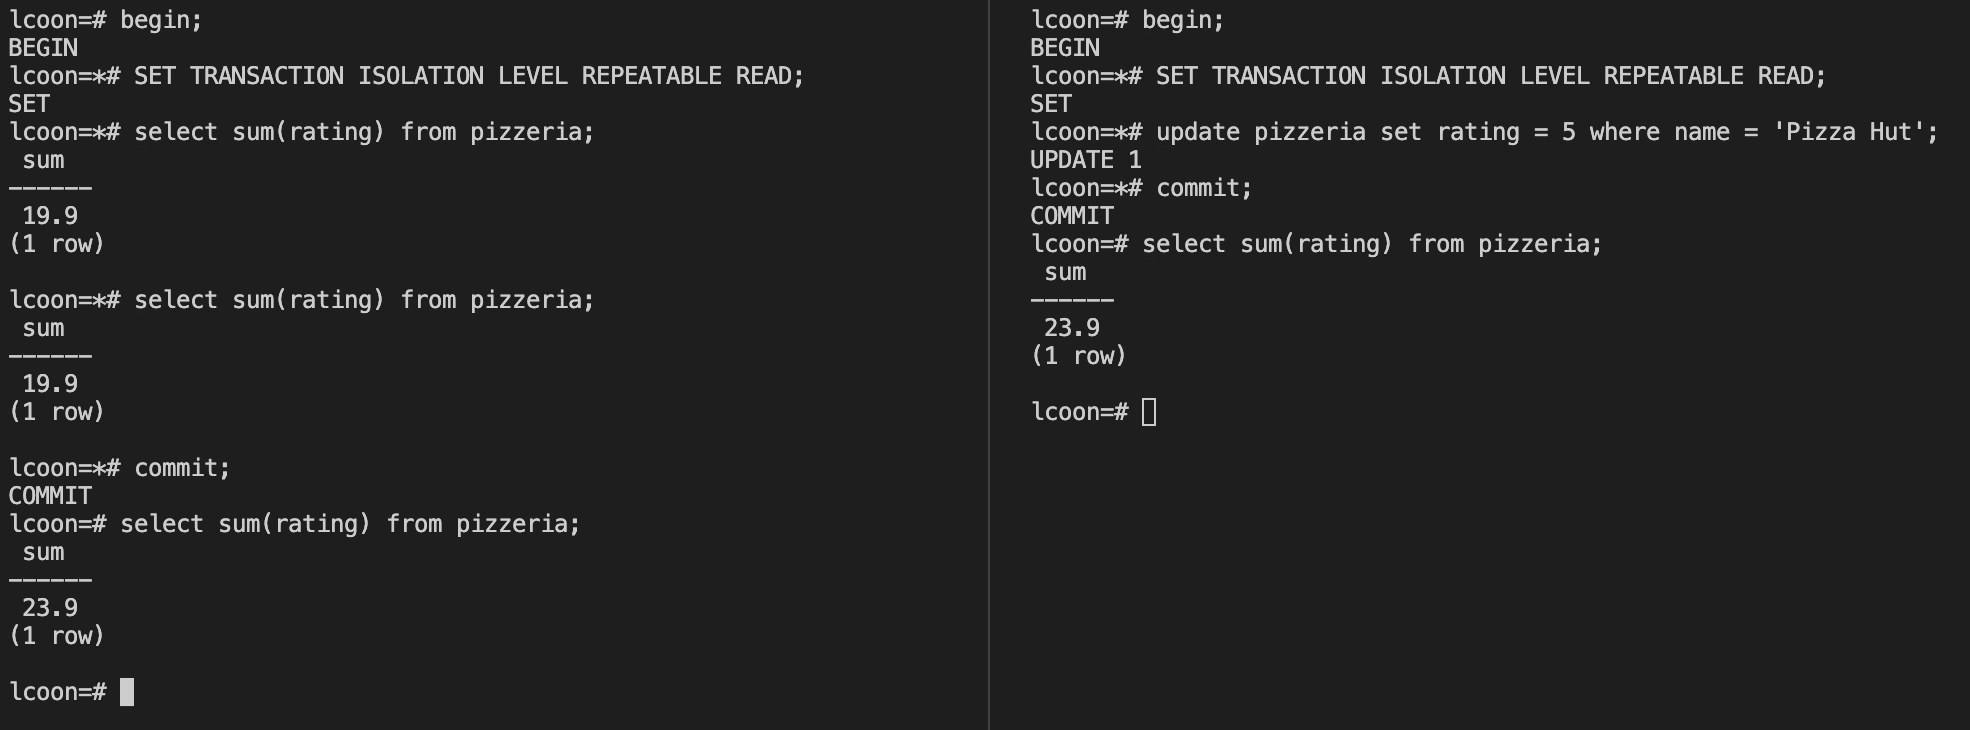 lcoon=# begin;
BEGIN
lcoon=*# SET TRANSACTION ISOLATION LEVEL REPEATABLE READ;
SET
lcoon=*# select sum(rating) from pizzeria;
 sum
------
 19.9
(1 row)

lcoon=*# select sum(rating) from pizzeria;
 sum
------
 19.9
(1 row)

lcoon=*# commit;
COMMIT
lcoon=# select sum(rating) from pizzeria;
 sum
------
 23.9
(1 row)

lcoon=#
lcoon=# begin;
BEGIN
lcoon=*# SET TRANSACTION ISOLATION LEVEL REPEATABLE READ;
SET
lcoon=*# update pizzeria set rating = 5 where name = 'Pizza Hut';
UPDATE 1
lcoon=*# commit;
COMMIT
lcoon=# select sum(rating) from pizzeria;
 sum
------
 23.9
(1 row)

lcoon=#